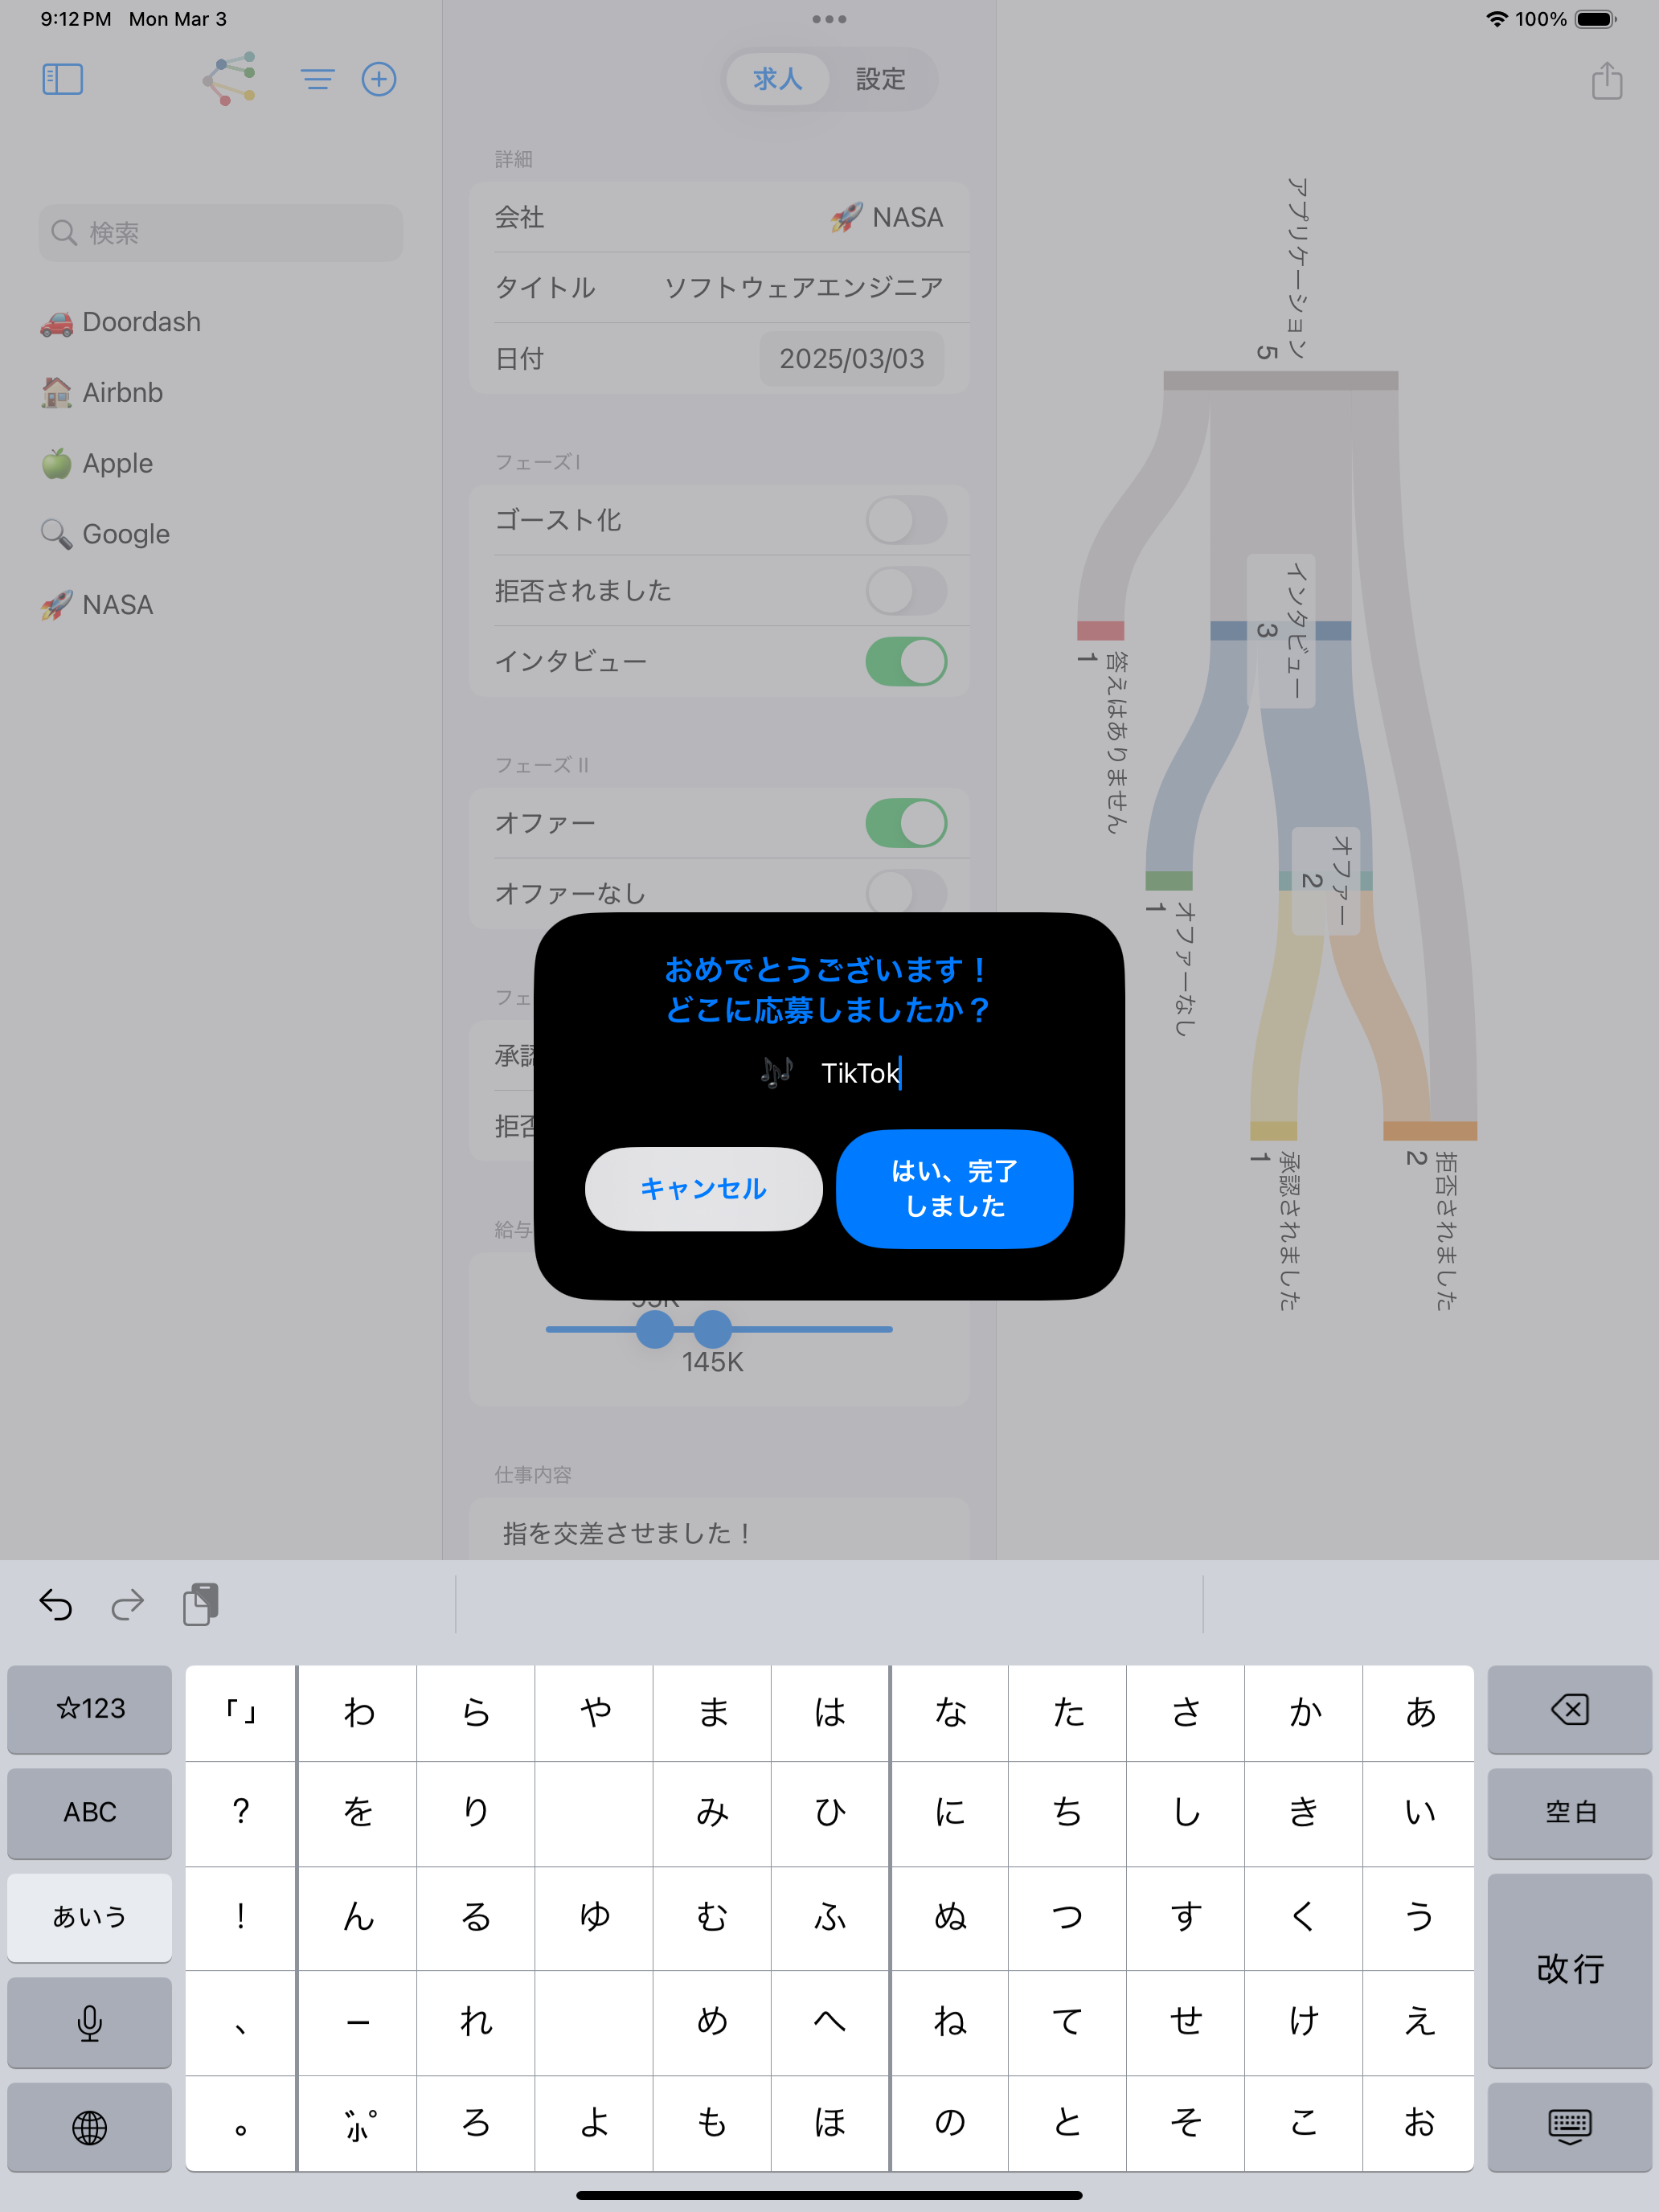 9:12 PM Mon Mar 3
100%
求人
設定
検索
🚗 Doordash
🏠 Airbnb
🍏 Apple
🔍 Google
🚀 NASA
詳細
会社
🚀 NASA
タイトル
ソフトウェアエンジニア
日付
2025/03/03
フェーズ I
ゴースト化
拒否されました
インタビュー
フェーズ II
オファー
オファーなし
フェ
拒否
給与
145K
仕事内容
指を交差させました！
アプリケーション
5
インタビュー
3
答えはありません
1
オファー
2
オファーなし
1
承認されました
1
拒否されました
2
おめでとうございます！
どこに応募しましたか？
🎶 TikTok
キャンセル
はい、完了
しました
☆123
「」
わ
ら
や
ま
は
な
た
さ
か
あ
ABC
?
を
り
み
ひ
に
ち
し
き
い
空白
あいう
!
ん
る
ゆ
む
ふ
ぬ
つ
す
く
う
改行
、
ー
れ
め
へ
ね
て
せ
け
え
。
゛゜小
ろ
よ
も
ほ
の
と
そ
こ
お